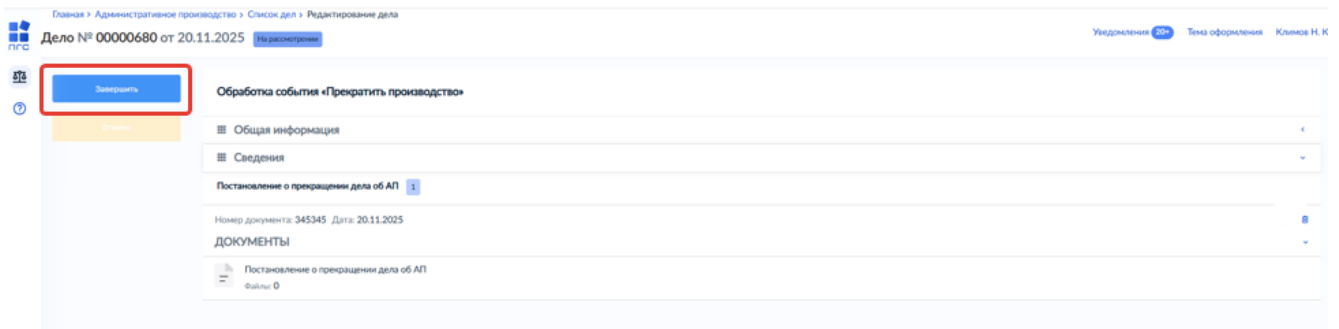 Главная > Административное производство > Список дел > Редактирование дела
Дело № 00000680 от 20.11.2025 На рассмотрении
Уведомления 20+ Тема оформления Климов Н. К
ПГС
Завершить
Отмена
Обработка события «Прекратить производство»
Общая информация
Сведения
Постановление о прекращении дела об АП 1
Номер документа: 345345 Дата: 20.11.2025
ДОКУМЕНТЫ
Постановление о прекращении дела об АП
Файлы: 0